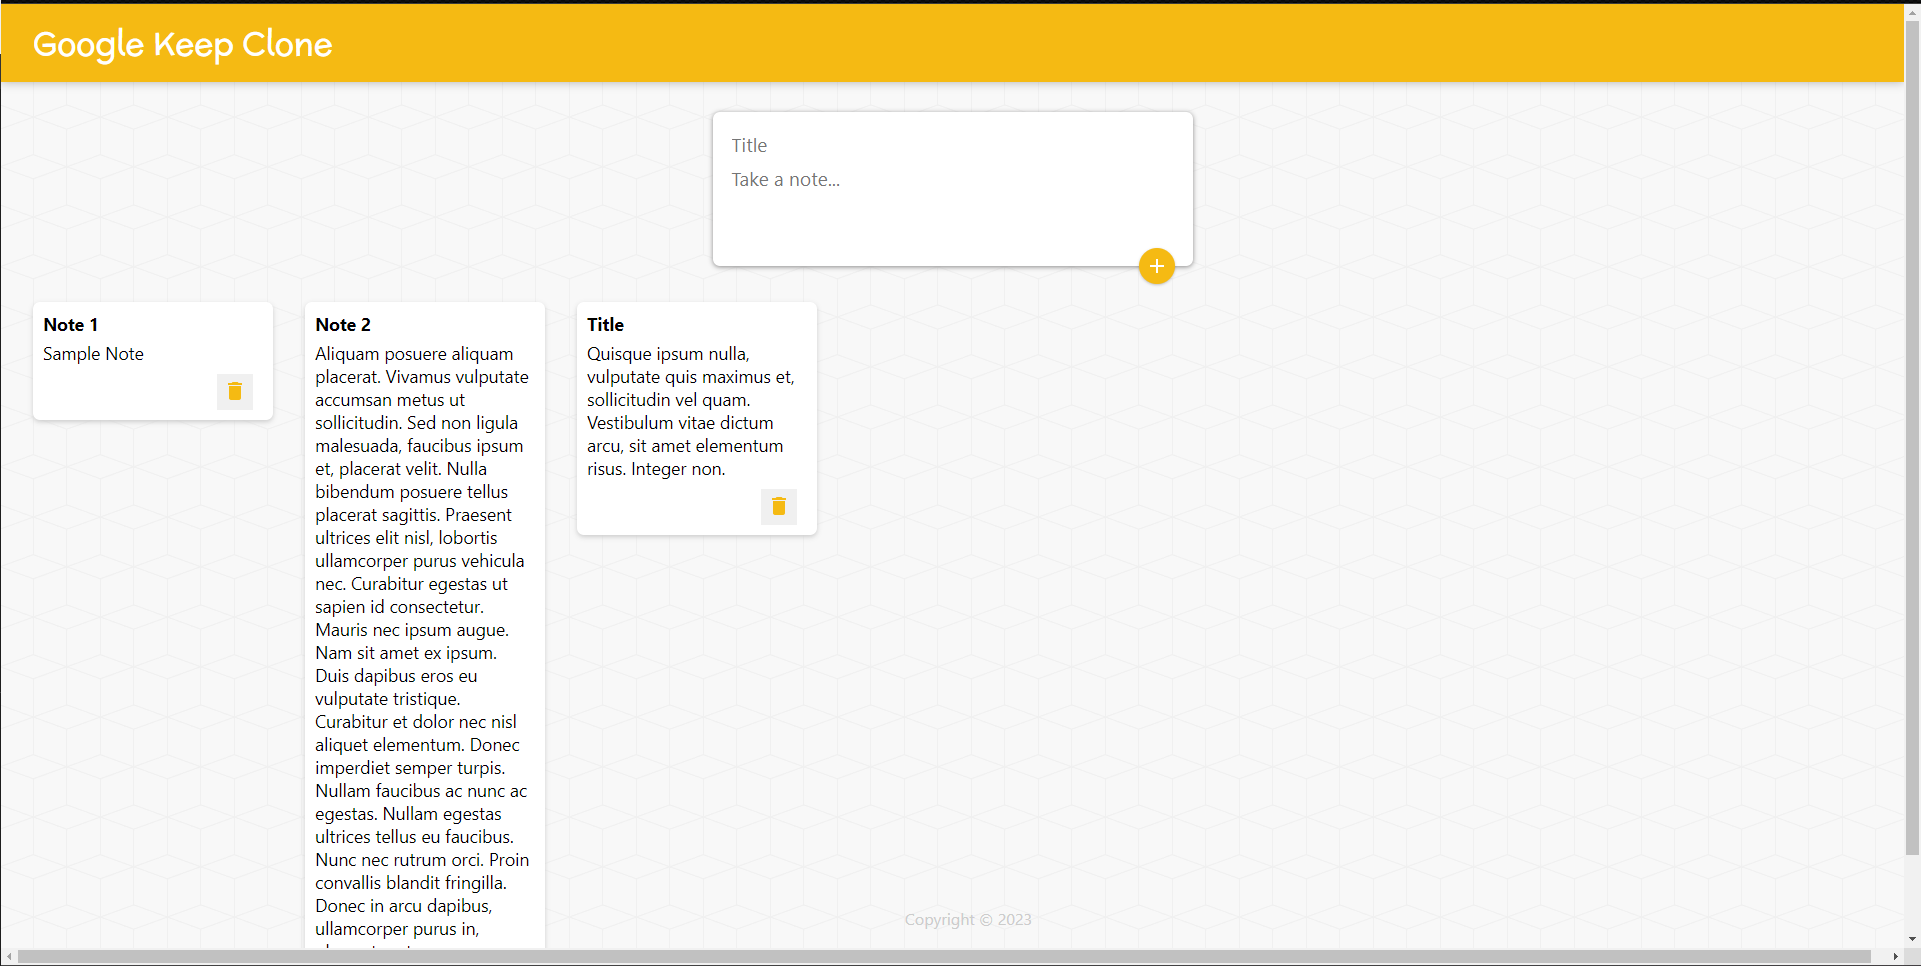 Google Keep Clone
Title
Take a note...
Note 1
Sample Note
Note 2
Aliquam posuere aliquam
placerat. Vivamus vulputate
accumsan metus ut
sollicitudin. Sed non ligula
malesuada, faucibus ipsum
et, placerat velit. Nulla
bibendum posuere tellus
placerat sagittis. Praesent
ultrices elit nisl, lobortis
ullamcorper purus vehicula
nec. Curabitur egestas ut
sapien id consectetur.
Mauris nec ipsum augue.
Nam sit amet ex ipsum.
Duis dapibus eros eu
vulputate tristique.
Curabitur et dolor nec nisl
aliquet elementum. Donec
imperdiet semper turpis.
Nullam faucibus ac nunc ac
egestas. Nullam egestas
ultrices tellus eu faucibus.
Nunc nec rutrum orci. Proin
convallis blandit fringilla.
Donec in arcu dapibus,
ullamcorper purus in,
Title
Quisque ipsum nulla,
vulputate quis maximus et,
sollicitudin vel quam.
Vestibulum vitae dictum
arcu, sit amet elementum
risus. Integer non.
Copyright © 2023